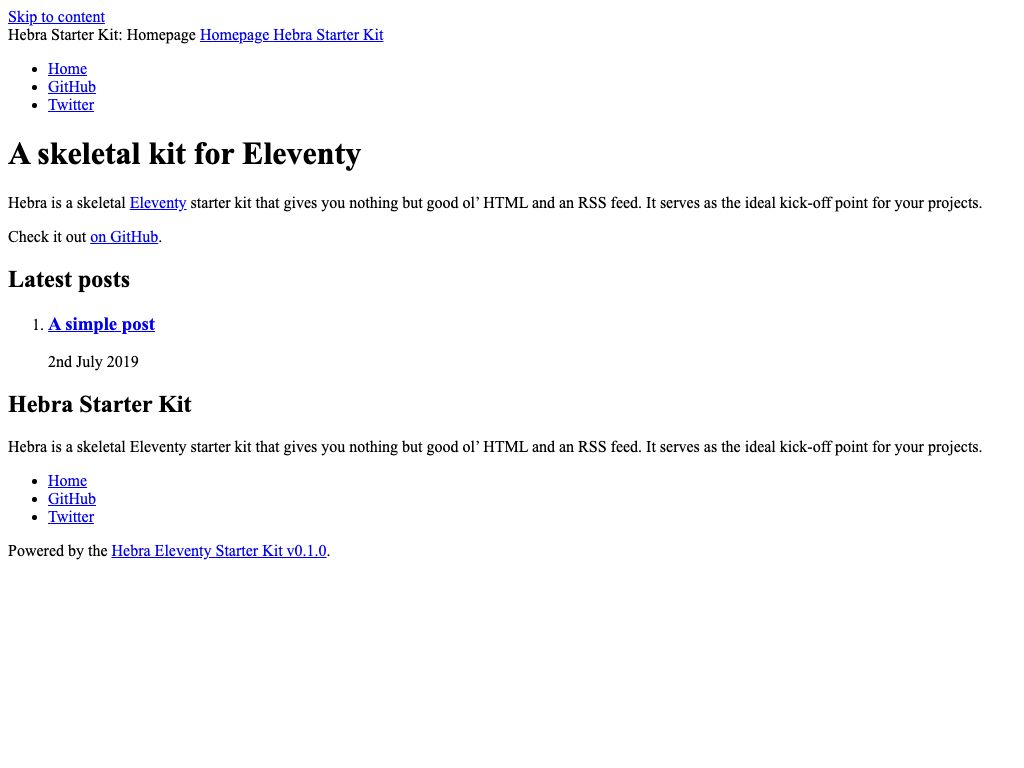 Skip to content
Hebra Starter Kit: Homepage Homepage Hebra Starter Kit
Home
GitHub
Twitter
A skeletal kit for Eleventy
Hebra is a skeletal Eleventy starter kit that gives you nothing but good ol’ HTML and an RSS feed. It serves as the ideal kick-off point for your projects.
Check it out on GitHub.
Latest posts
1. A simple post
2nd July 2019
Hebra Starter Kit
Hebra is a skeletal Eleventy starter kit that gives you nothing but good ol’ HTML and an RSS feed. It serves as the ideal kick-off point for your projects.
Home
GitHub
Twitter
Powered by the Hebra Eleventy Starter Kit v0.1.0.